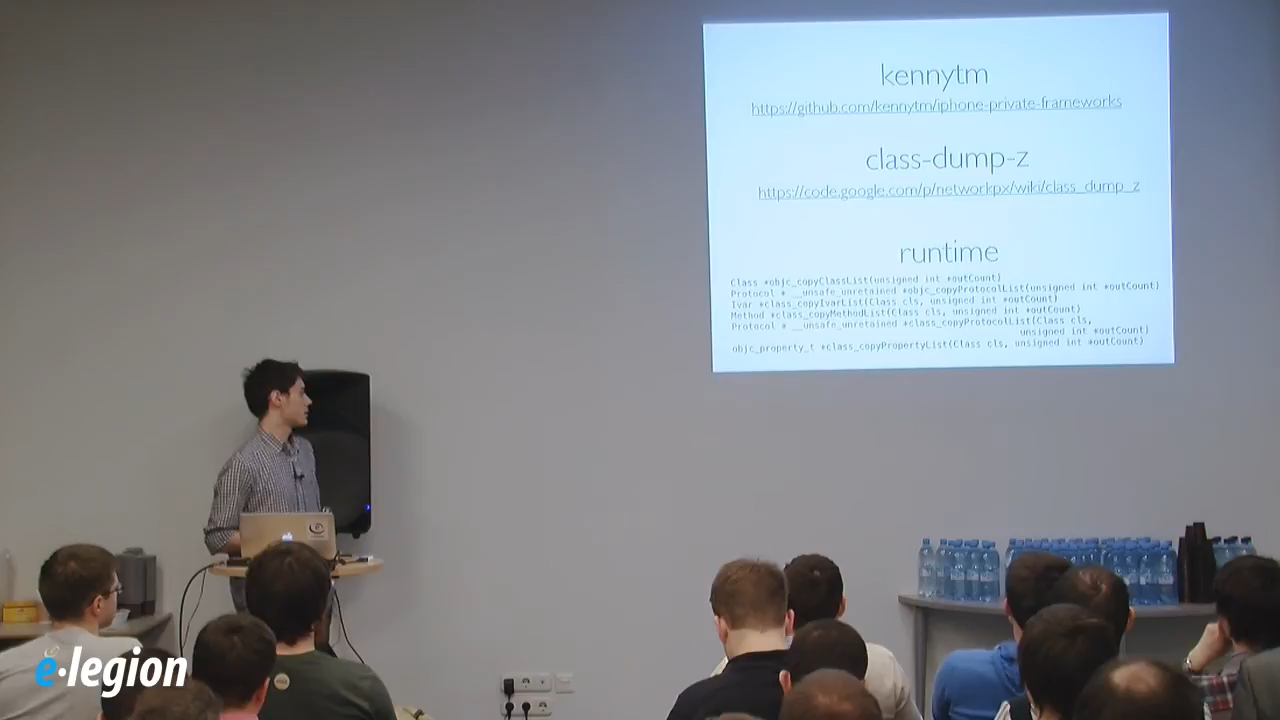 kennytm
https://github.com/kennytm/iphone-private-frameworks
class-dump-z
https://code.google.com/p/networkpx/wiki/class_dump_z
runtime
Class *objc_copyClassList(unsigned int *outCount)
Protocol * __unsafe_unretained *objc_copyProtocolList(unsigned int *outCount)
Ivar *class_copyIvarList(Class cls, unsigned int *outCount)
Method *class_copyMethodList(Class cls, unsigned int *outCount)
Protocol * __unsafe_unretained *class_copyProtocolList(Class cls,
unsigned int *outCount)
objc_property_t *class_copyPropertyList(Class cls, unsigned int *outCount)
e·legion